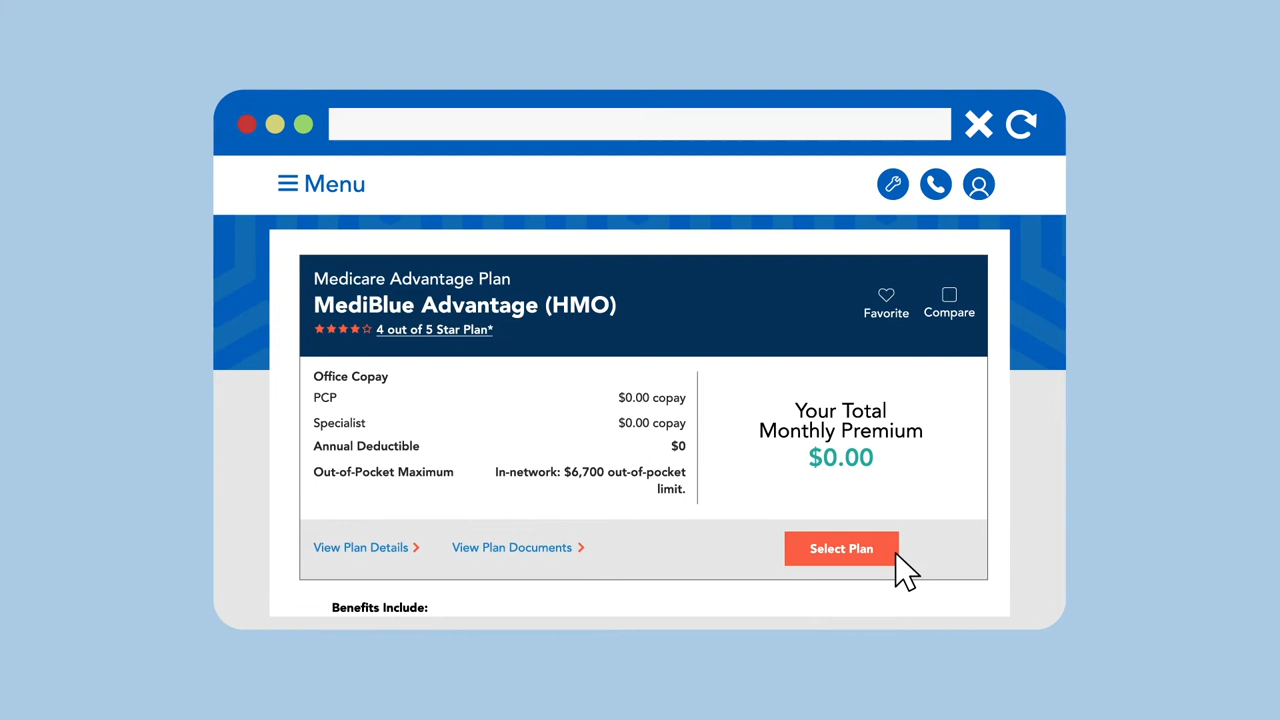 Menu
Medicare Advantage Plan
MediBlue Advantage (HMO)
4 out of 5 Star Plan*
Favorite
Compare
Office Copay
PCP $0.00 copay
Specialist $0.00 copay
Annual Deductible $0
Out-of-Pocket Maximum In-network: $6,700 out-of-pocket
limit.
Your Total
Monthly Premium
$0.00
View Plan Details
View Plan Documents
Select Plan
Benefits Include: